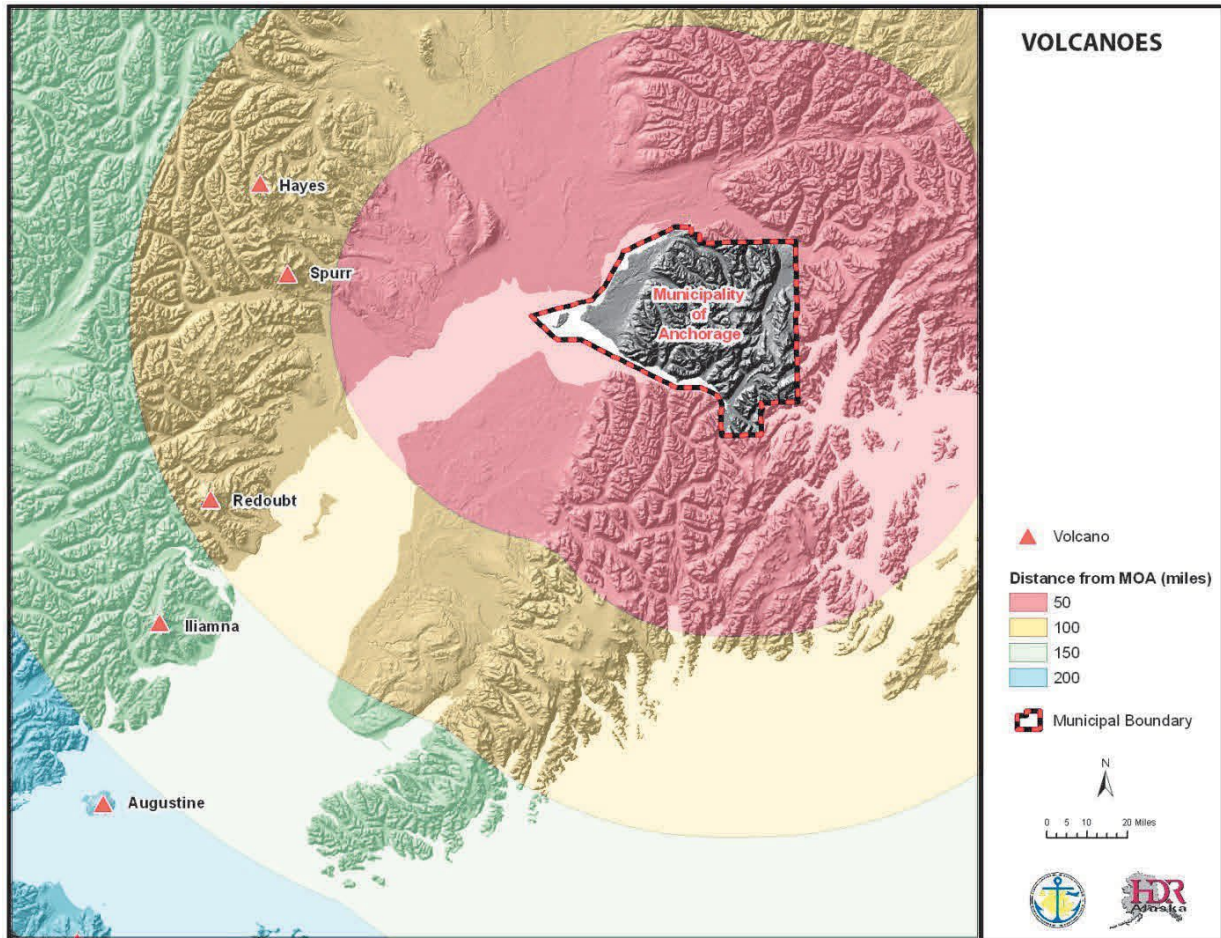 VOLCANOES
Hayes
Spurr
Municipality
of
Anchorage
Redoubt
Iliamna
Augustine
Volcano
Distance from MOA (miles)
50
100
150
200
Municipal Boundary
N
0 5 10 20 Miles
HDR
Alaska